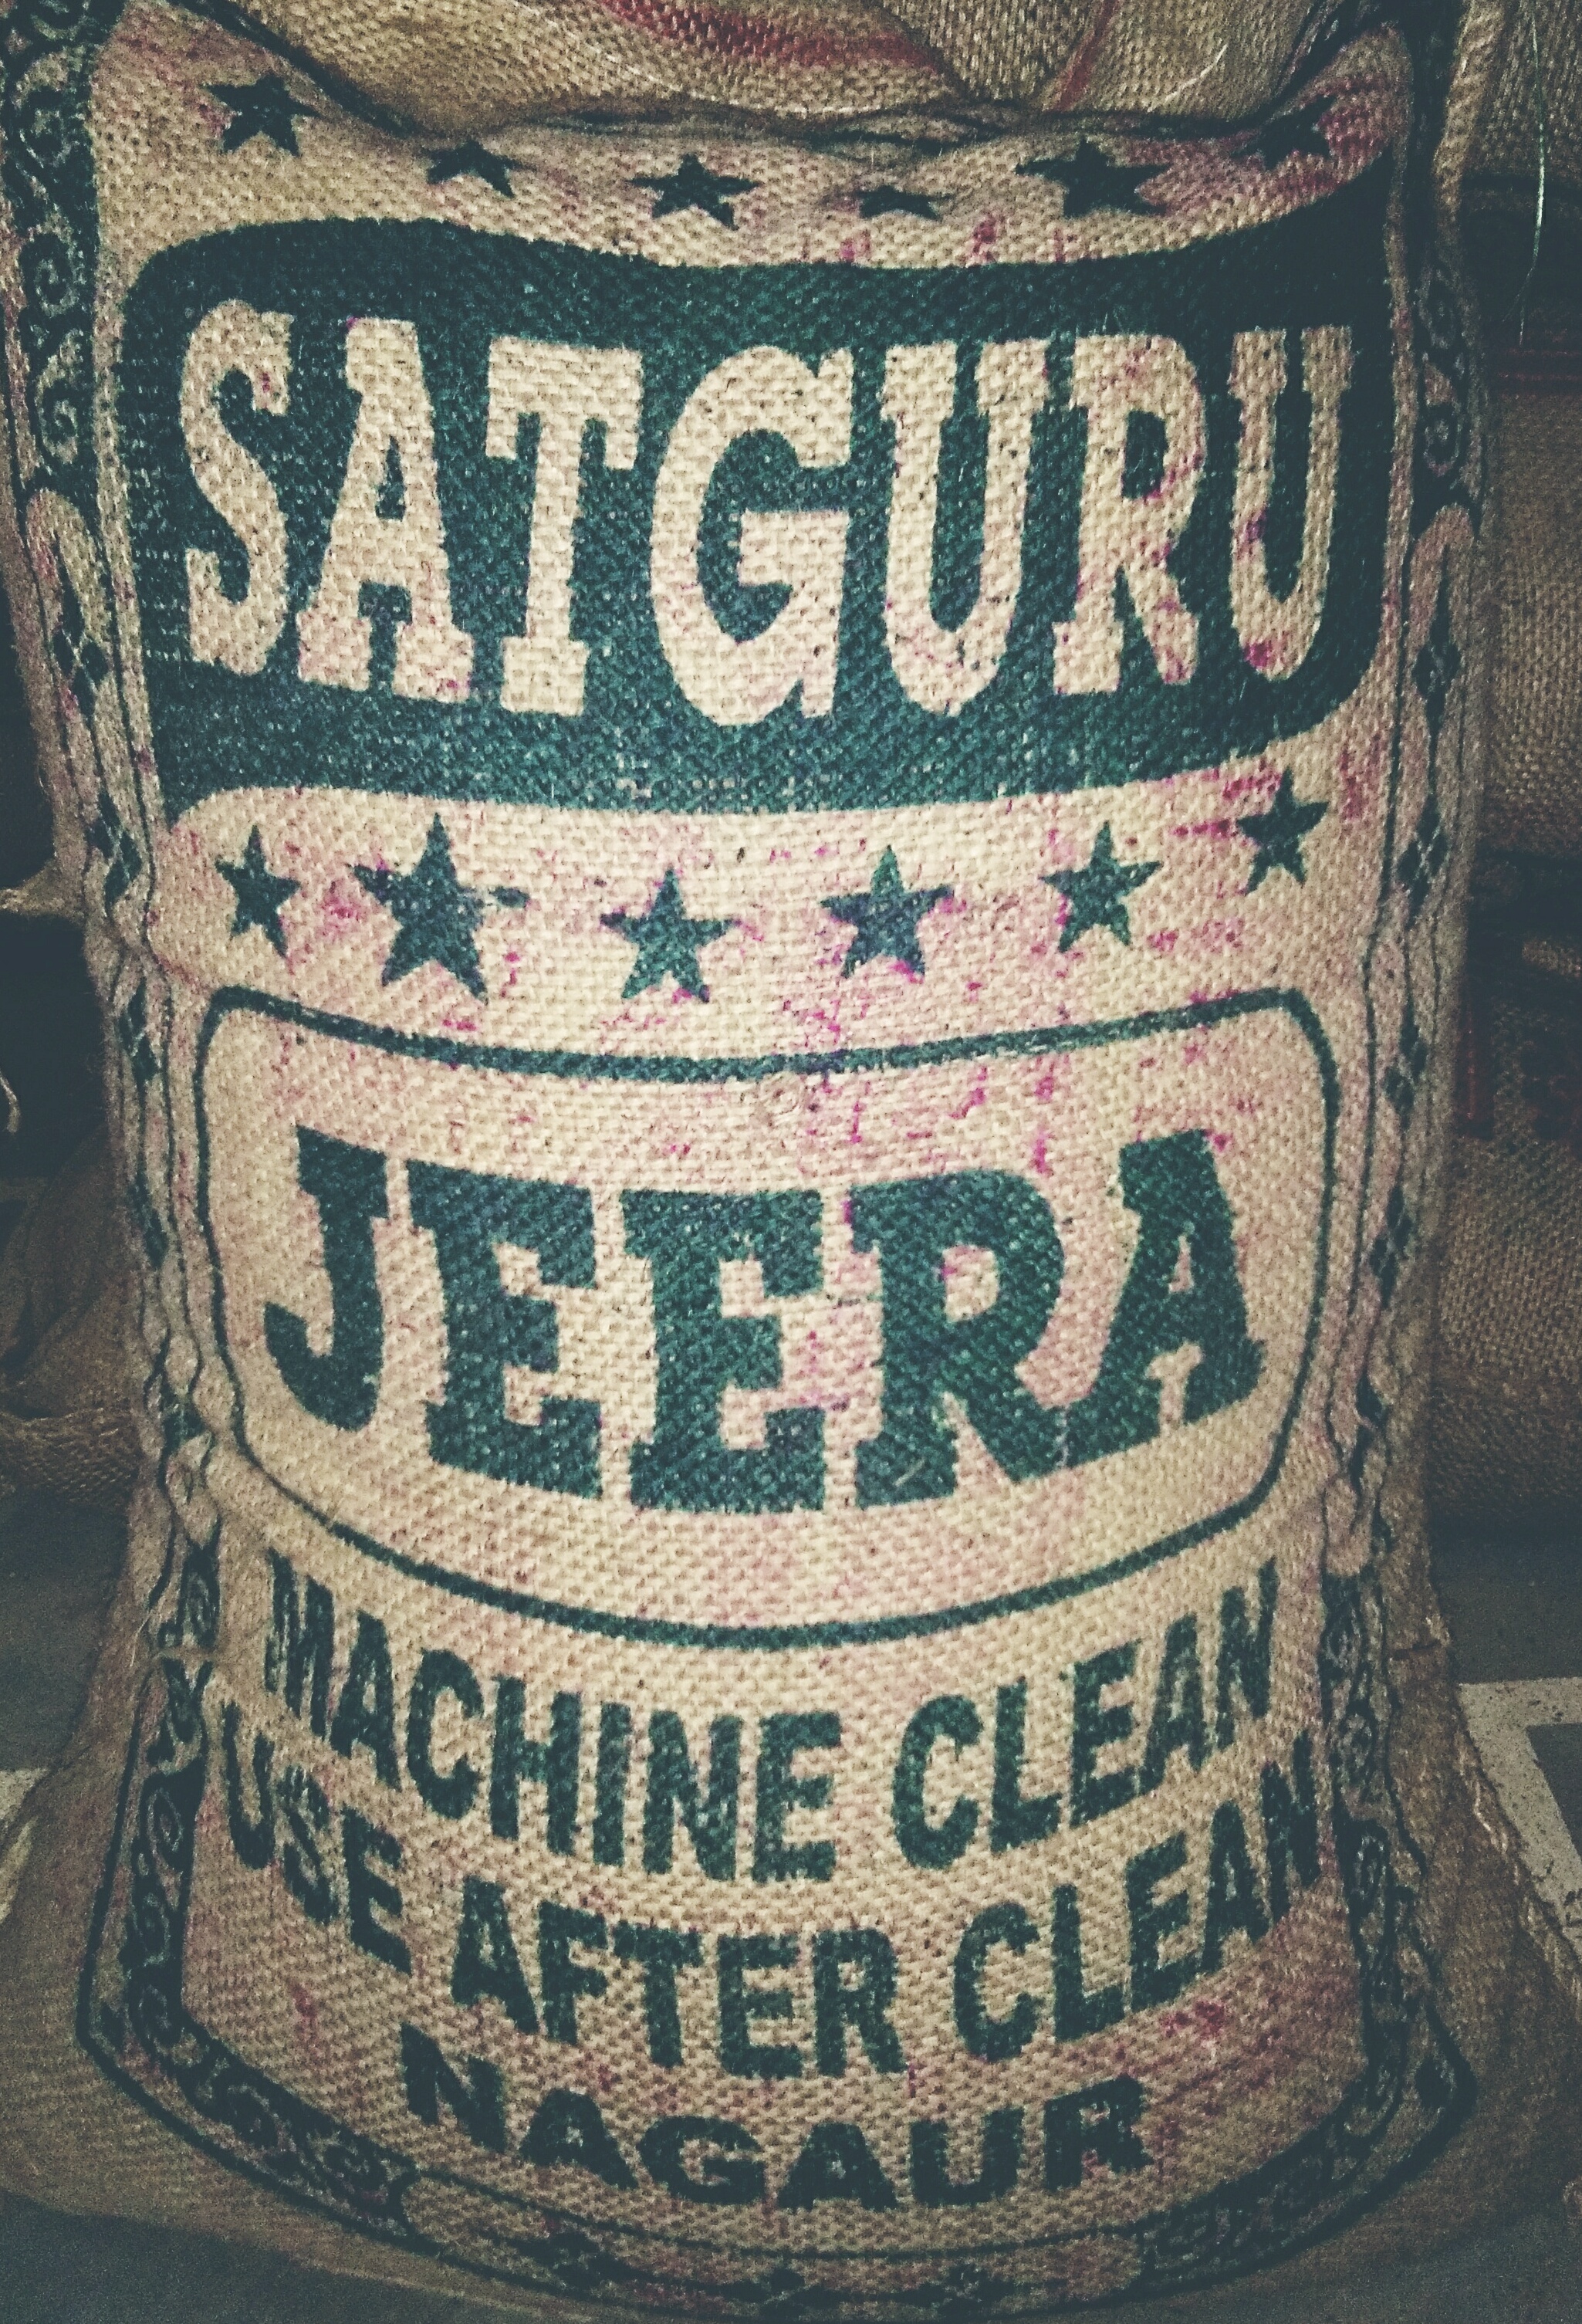 SATGURU
JEERA
MACHINE CLEAN
USE AFTER CLEAN
NAGAUR